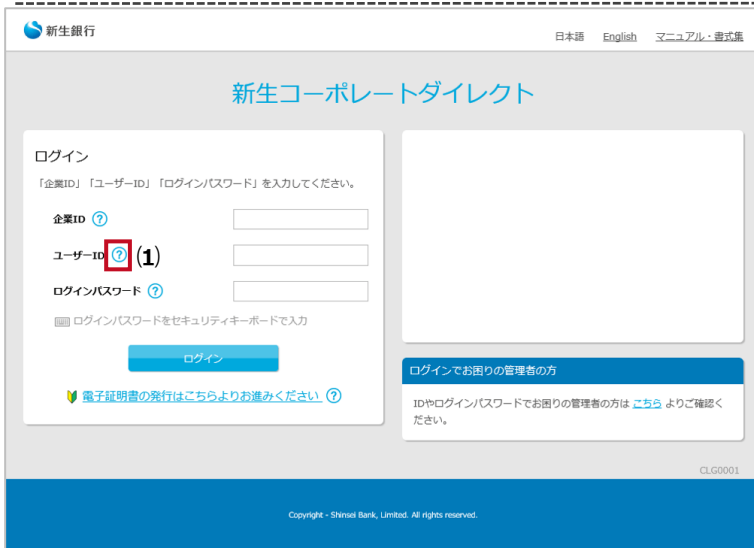 新生銀行
日本語 English マニュアル・書式集
新生コーポレートダイレクト
ログイン
「企業ID」「ユーザーID」「ログインパスワード」を入力してください。
企業ID ?
ユーザーID ? (1)
ログインパスワード ?
ログインパスワードをセキュリティキーボードで入力
ログイン
電子証明書の発行はこちらよりお進みください ?
ログインでお困りの管理者の方
IDやログインパスワードでお困りの管理者の方は こちら よりご確認く
ださい。
CLG0001
Copyright - Shinsei Bank, Limited. All rights reserved.